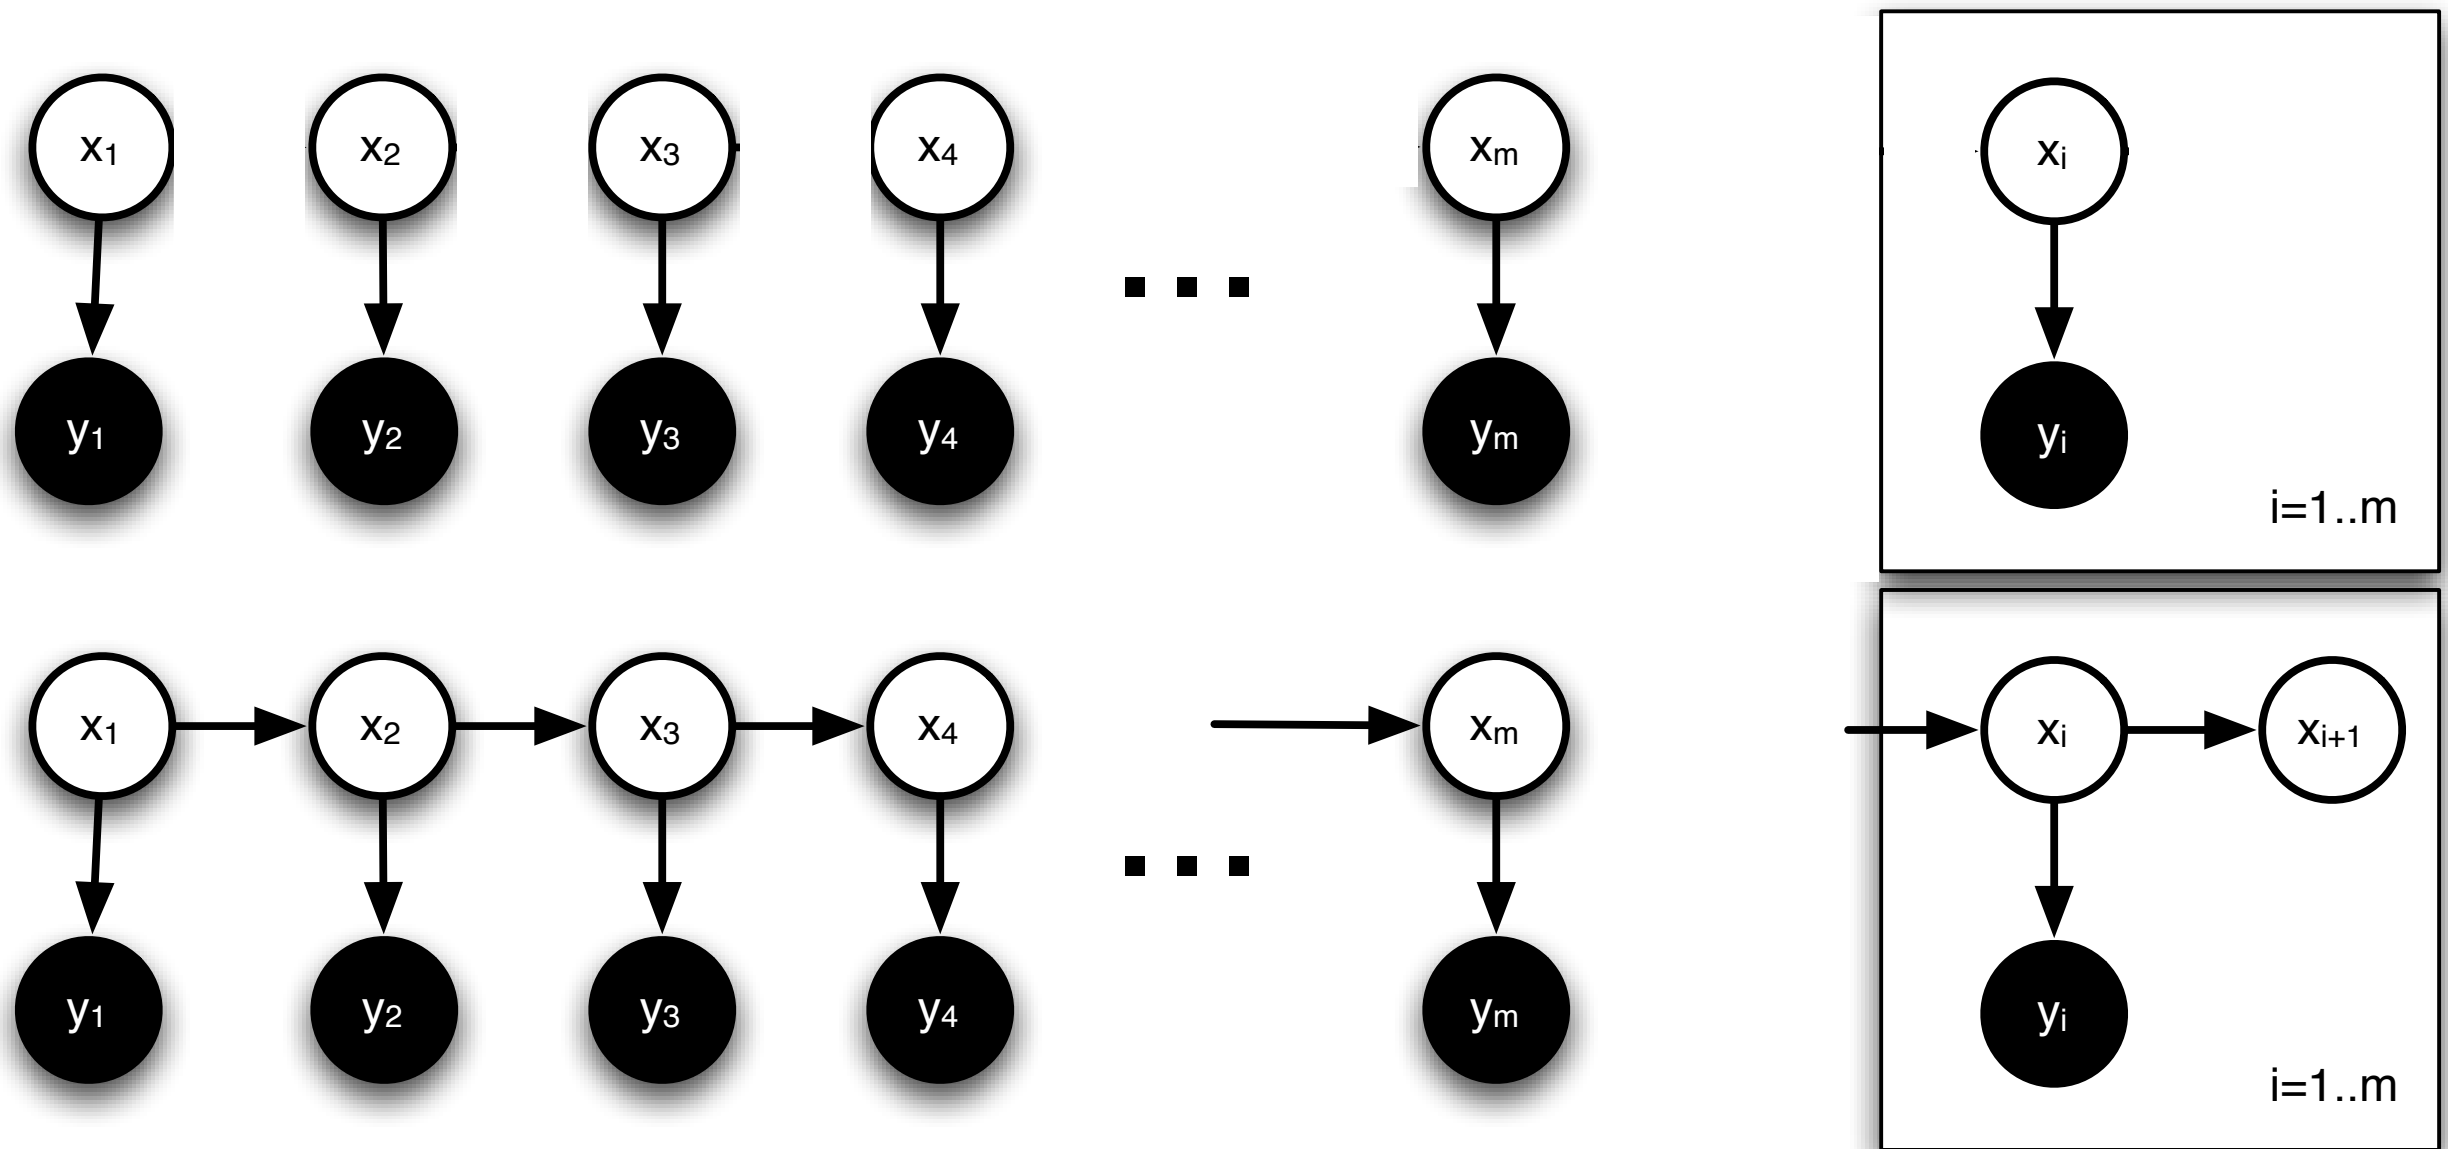 x₁ x₂ x₃ x₄ xₘ xᵢ
. . .
y₁ y₂ y₃ y₄ yₘ yᵢ
i=1..m
x₁ x₂ x₃ x₄ xₘ xᵢ xᵢ₊₁
. . .
y₁ y₂ y₃ y₄ yₘ yᵢ
i=1..m